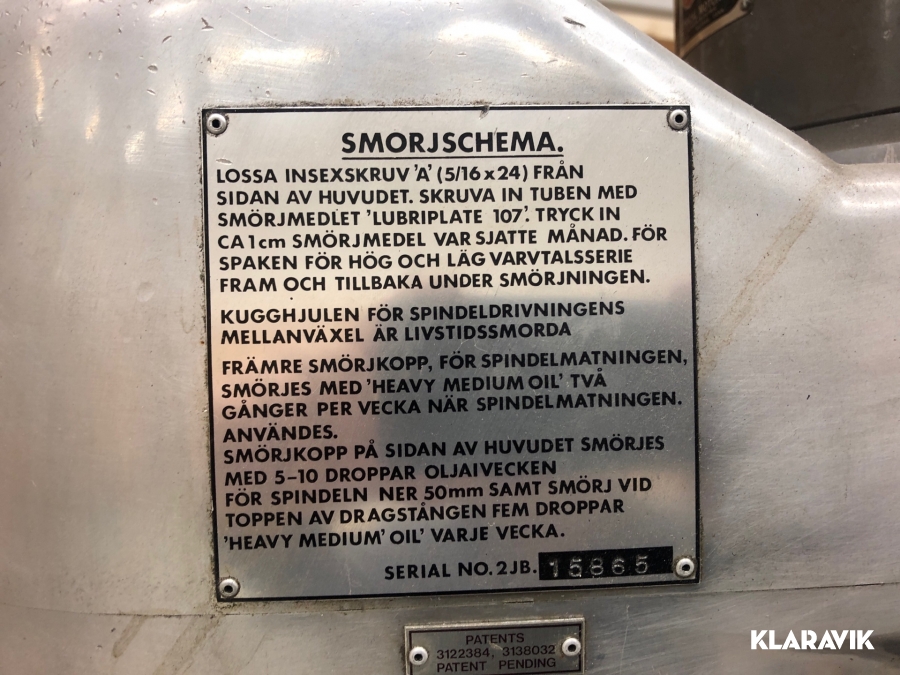 SMORJSCHEMA.
LOSSA INSEXSKRUV 'A' (5/16 x 24) FRÅN
SIDAN AV HUVUDET. SKRUVA IN TUBEN MED
SMÖRJMEDLET 'LUBRIPLATE 107'. TRYCK IN
CA 1 cm SMÖRJMEDEL VAR SJATTE MÅNAD. FÖR
SPAKEN FÖR HÖG OCH LÄG VARVTALSSERIE
FRAM OCH TILLBAKA UNDER SMÖRJNINGEN.
KUGGHJULEN FÖR SPINDELDRIVNINGENS
MELLANVÄXEL ÄR LIVSTIDSSMORDA
FRÄMRE SMÖRJKOPP, FÖR SPINDELMATNINGEN,
SMÖRJES MED 'HEAVY MEDIUM OIL' TVÅ
GÅNGER PER VECKA NÄR SPINDELMATNINGEN.
ANVÄNDES.
SMÖRJKOPP PÅ SIDAN AV HUVUDET SMÖRJES
MED 5-10 DROPPAR OLJAIVECKEN
FÖR SPINDELN NER 50mm SAMT SMÖRJ VID
TOPPEN AV DRAGSTÅNGEN FEM DROPPAR
'HEAVY MEDIUM' OIL' VARJE VECKA.
SERIAL NO. 2JB. 15865
PATENTS
3122384, 3138032
PATENT PENDING
KLARAVIK